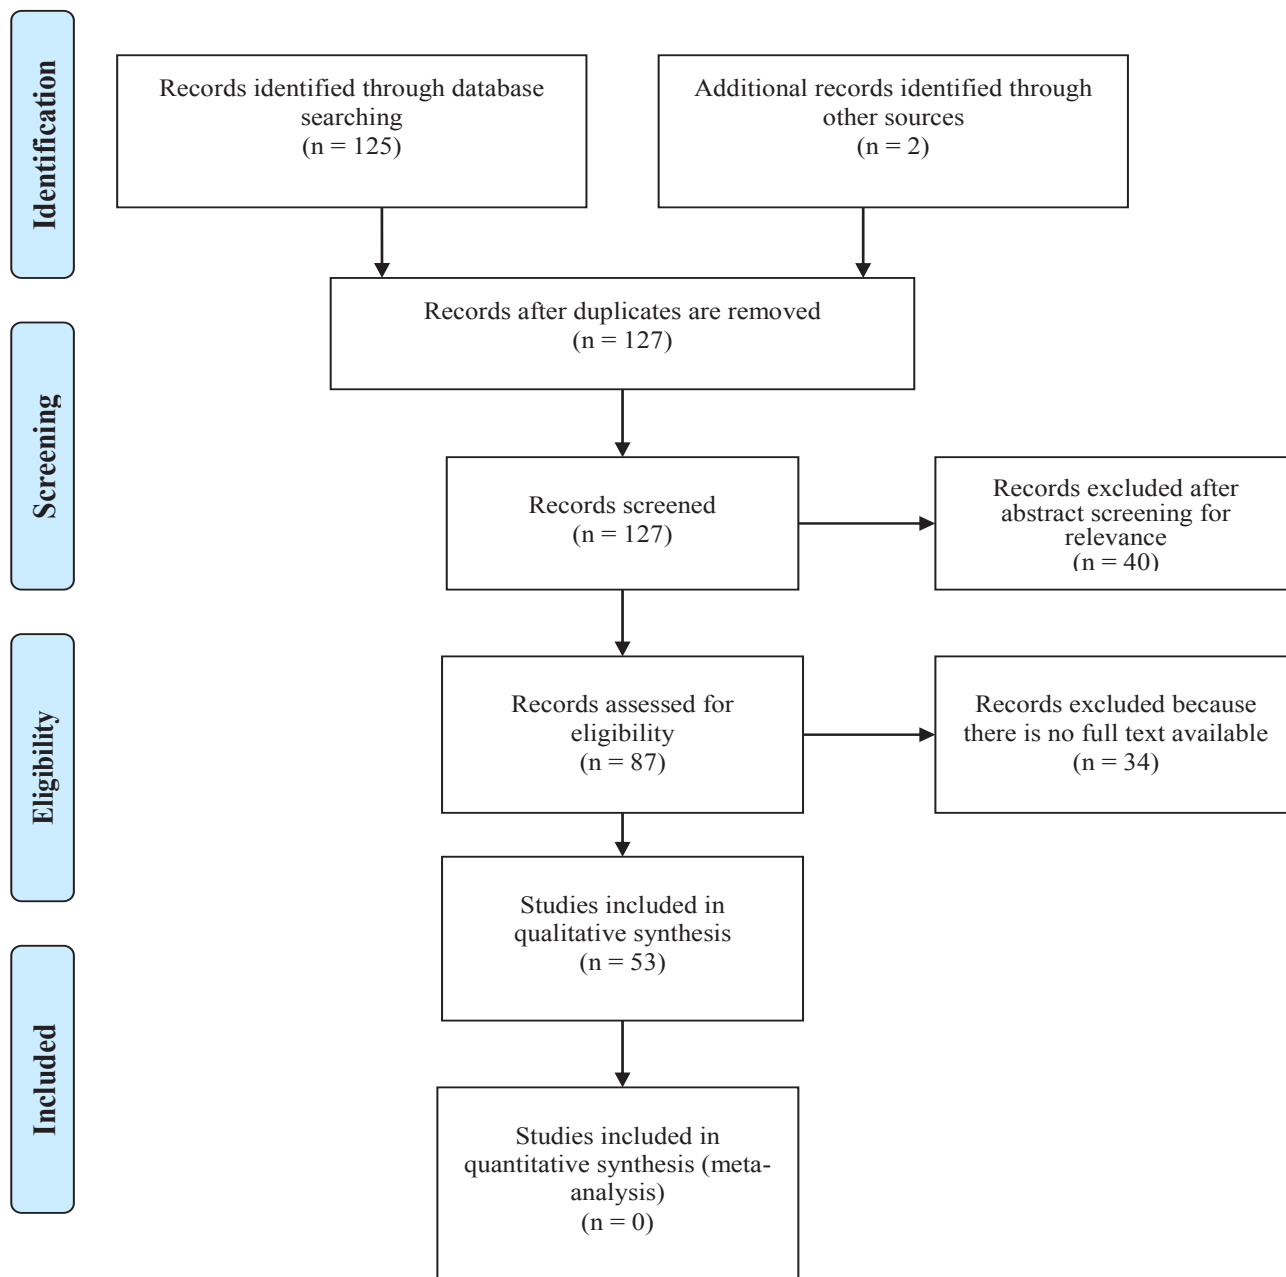 Identification
Records identified through database
searching
(n = 125)
Additional records identified through
other sources
(n = 2)
Records after duplicates are removed
(n = 127)
Screening
Records screened
(n = 127)
Records excluded after
abstract screening for
relevance
(n = 40)
Eligibility
Records assessed for
eligibility
(n = 87)
Records excluded because
there is no full text available
(n = 34)
Studies included in
qualitative synthesis
(n = 53)
Included
Studies included in
quantitative synthesis (meta-
analysis)
(n = 0)